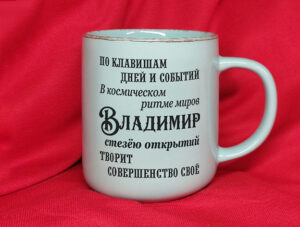 ПО КЛАВИШАМ
ДНЕЙ И СОБЫТИЙ
В космическом
ритме миров
ВЛАДИМИР
стезёю открытий
ТВОРИТ
СОВЕРШЕНСТВО СВОЁ